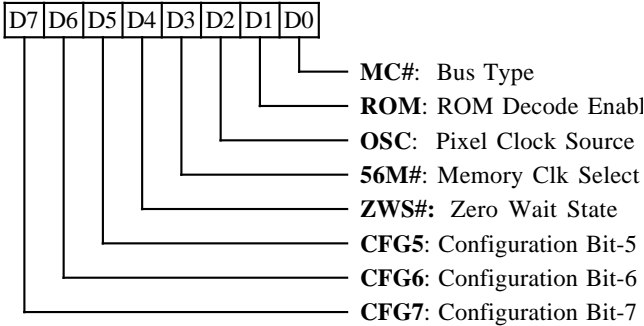 D7 D6 D5 D4 D3 D2 D1 D0
MC#: Bus Type
ROM: ROM Decode Enabl
OSC: Pixel Clock Source
56M#: Memory Clk Select
ZWS#: Zero Wait State
CFG5: Configuration Bit-5
CFG6: Configuration Bit-6
CFG7: Configuration Bit-7